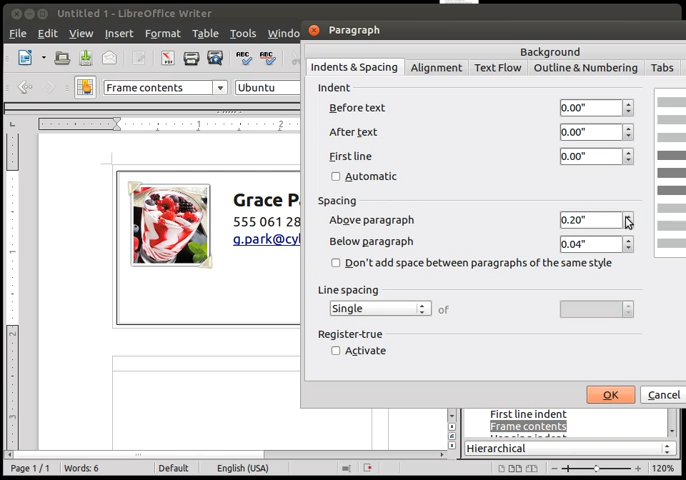 Untitled 1 - LibreOffice Writer
File Edit View Insert Format Table Tools
Frame contents
Ubuntu
Grace
555 061 28
g.park@cyl
Paragraph
Background
Indents & Spacing Alignment Text Flow Outline & Numbering Tabs
Indent
Before text 0.00"
After text 0.00"
First line 0.00"
Automatic
Spacing
Above paragraph 0.20"
Below paragraph 0.04"
Don't add space between paragraphs of the same style
Line spacing
Single of
Register-true
Activate
OK Cancel
First line indent
Frame contents
Hierarchical
Page 1 / 1 Words: 6 Default English (USA) 120%